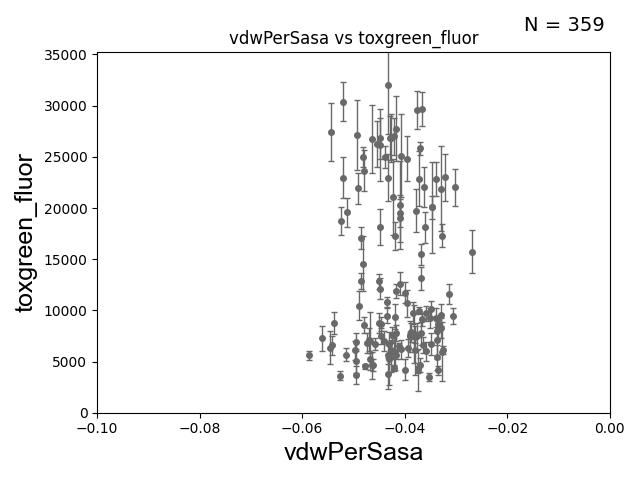 N = 359
vdwPerSasa vs toxgreen_fluor
35000
30000
25000
20000
15000
10000
5000
0
toxgreen_fluor
−0.10 −0.08 −0.06 −0.04 −0.02 0.00
vdwPerSasa